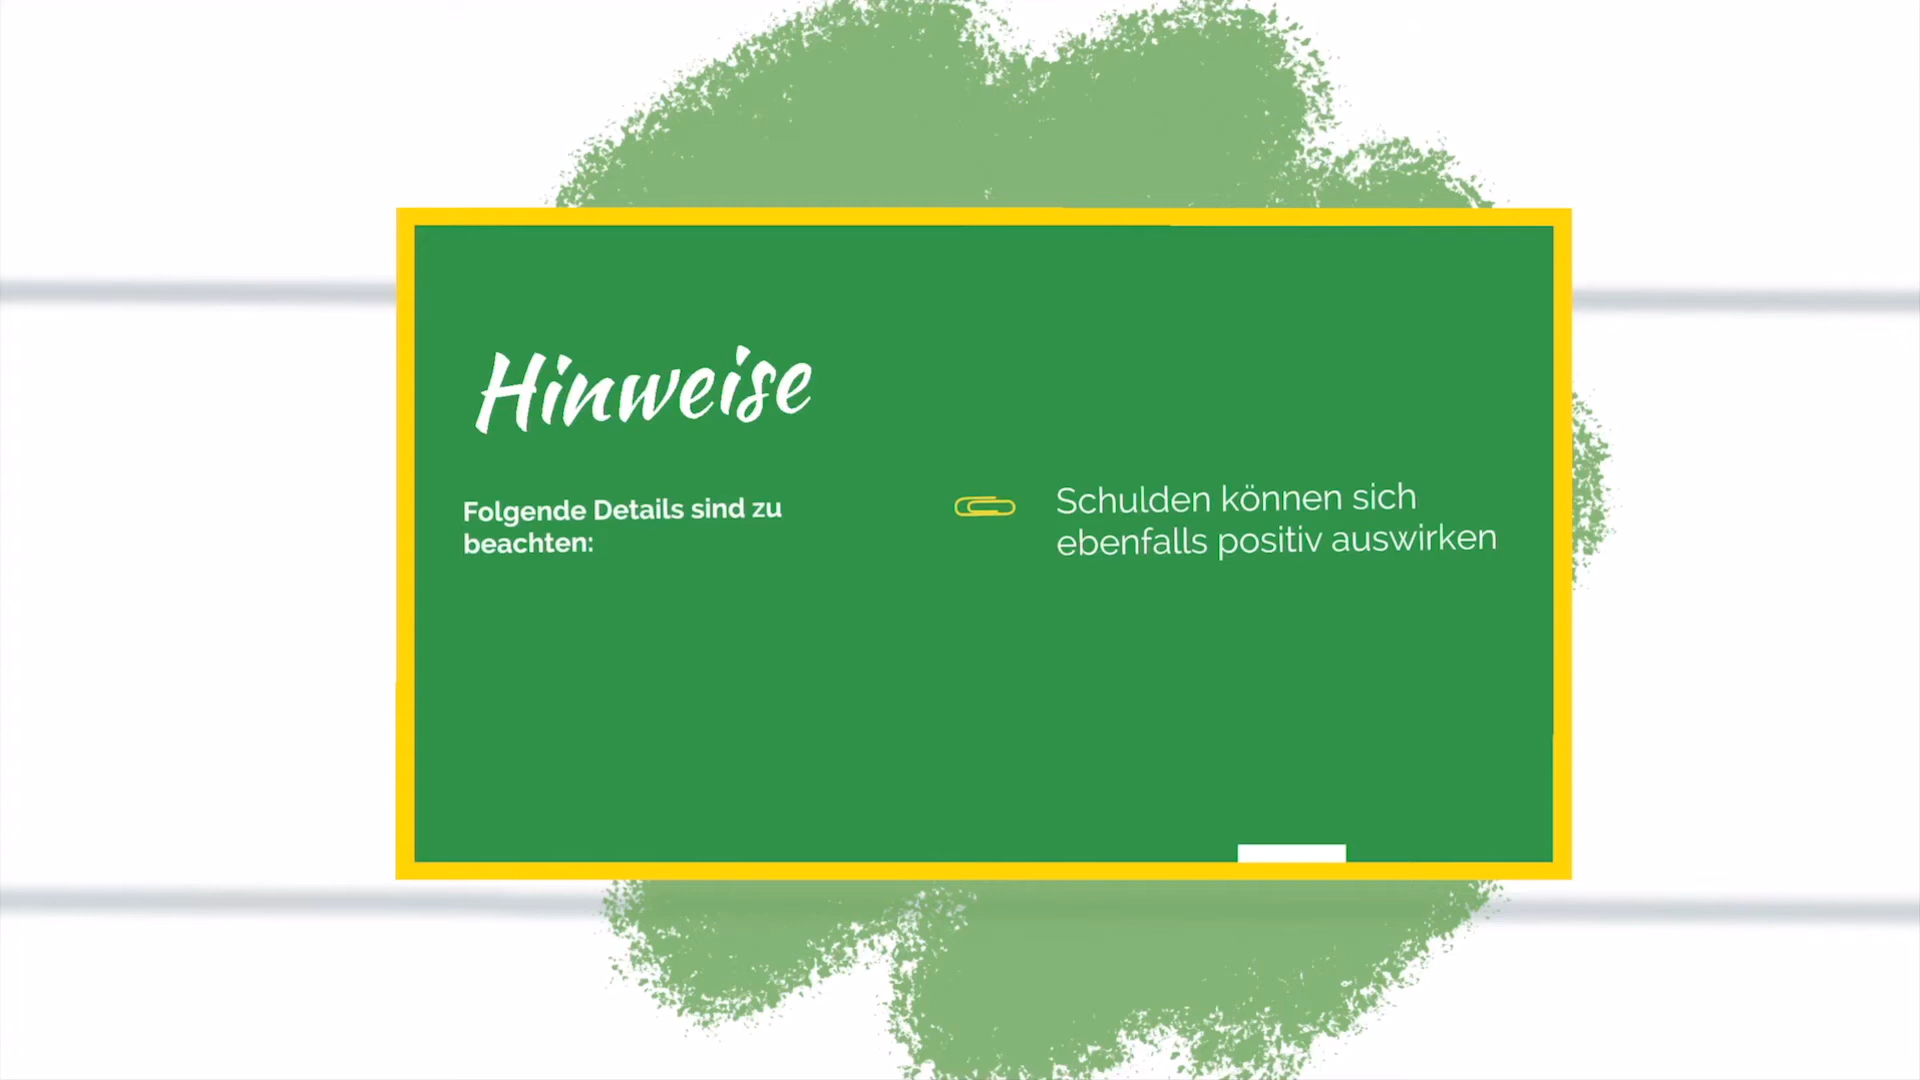 Hinweise
Folgende Details sind zu
beachten:
Schulden können sich
ebenfalls positiv auswirken